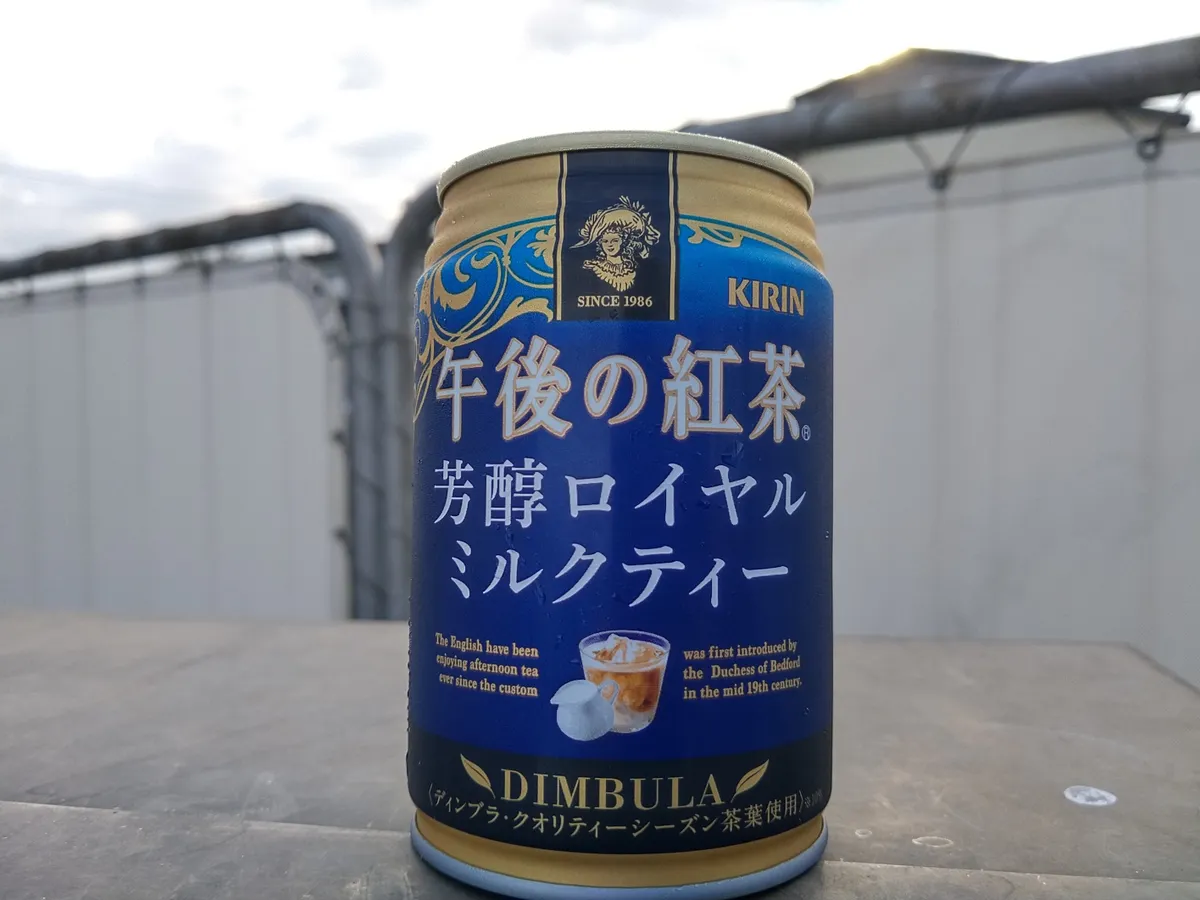 SINCE 1986
KIRIN
午後の紅茶®
芳醇ロイヤル
ミルクティー
The English have been
enjoying afternoon tea
ever since the custom
was first introduced by
the Duchess of Bedford
in the mid 19th century.
DIMBULA
〈ディンブラ・クオリティーシーズン茶葉使用〉